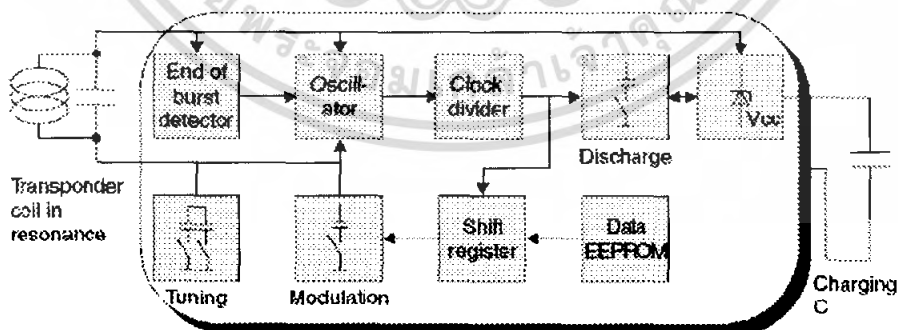 End of
burst
detector
Oscill-
ator
Clock
divider
Discharge
Vcc
Transponder
coil in
resonance
Tuning
Modulation
Shift
register
Data
EEPROM
Charging
C